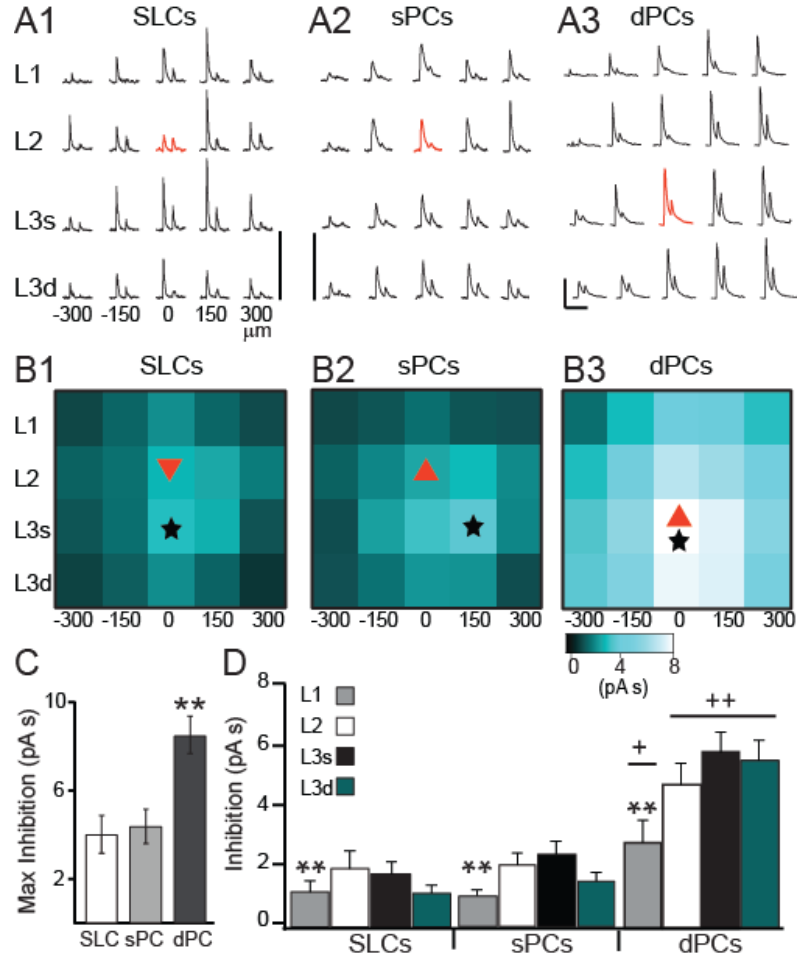 A1 SLCs A2 sPCs A3 dPCs
L1
L2
L3s
L3d
-300 -150 0 150 300
μm
B1 SLCs B2 sPCs B3 dPCs
L1
L2
L3s
L3d
-300 -150 0 150 300 -300 -150 0 150 300 -300 -150 0 150 300
0 4 8
(pA s)
C
Max Inhibition (pA s)
10
6
2
**
SLC sPC dPC
D
Inhibition (pA s)
8
6
4
2
0
L1
L2
L3s
L3d
** ** ** + ++
SLCs sPCs dPCs